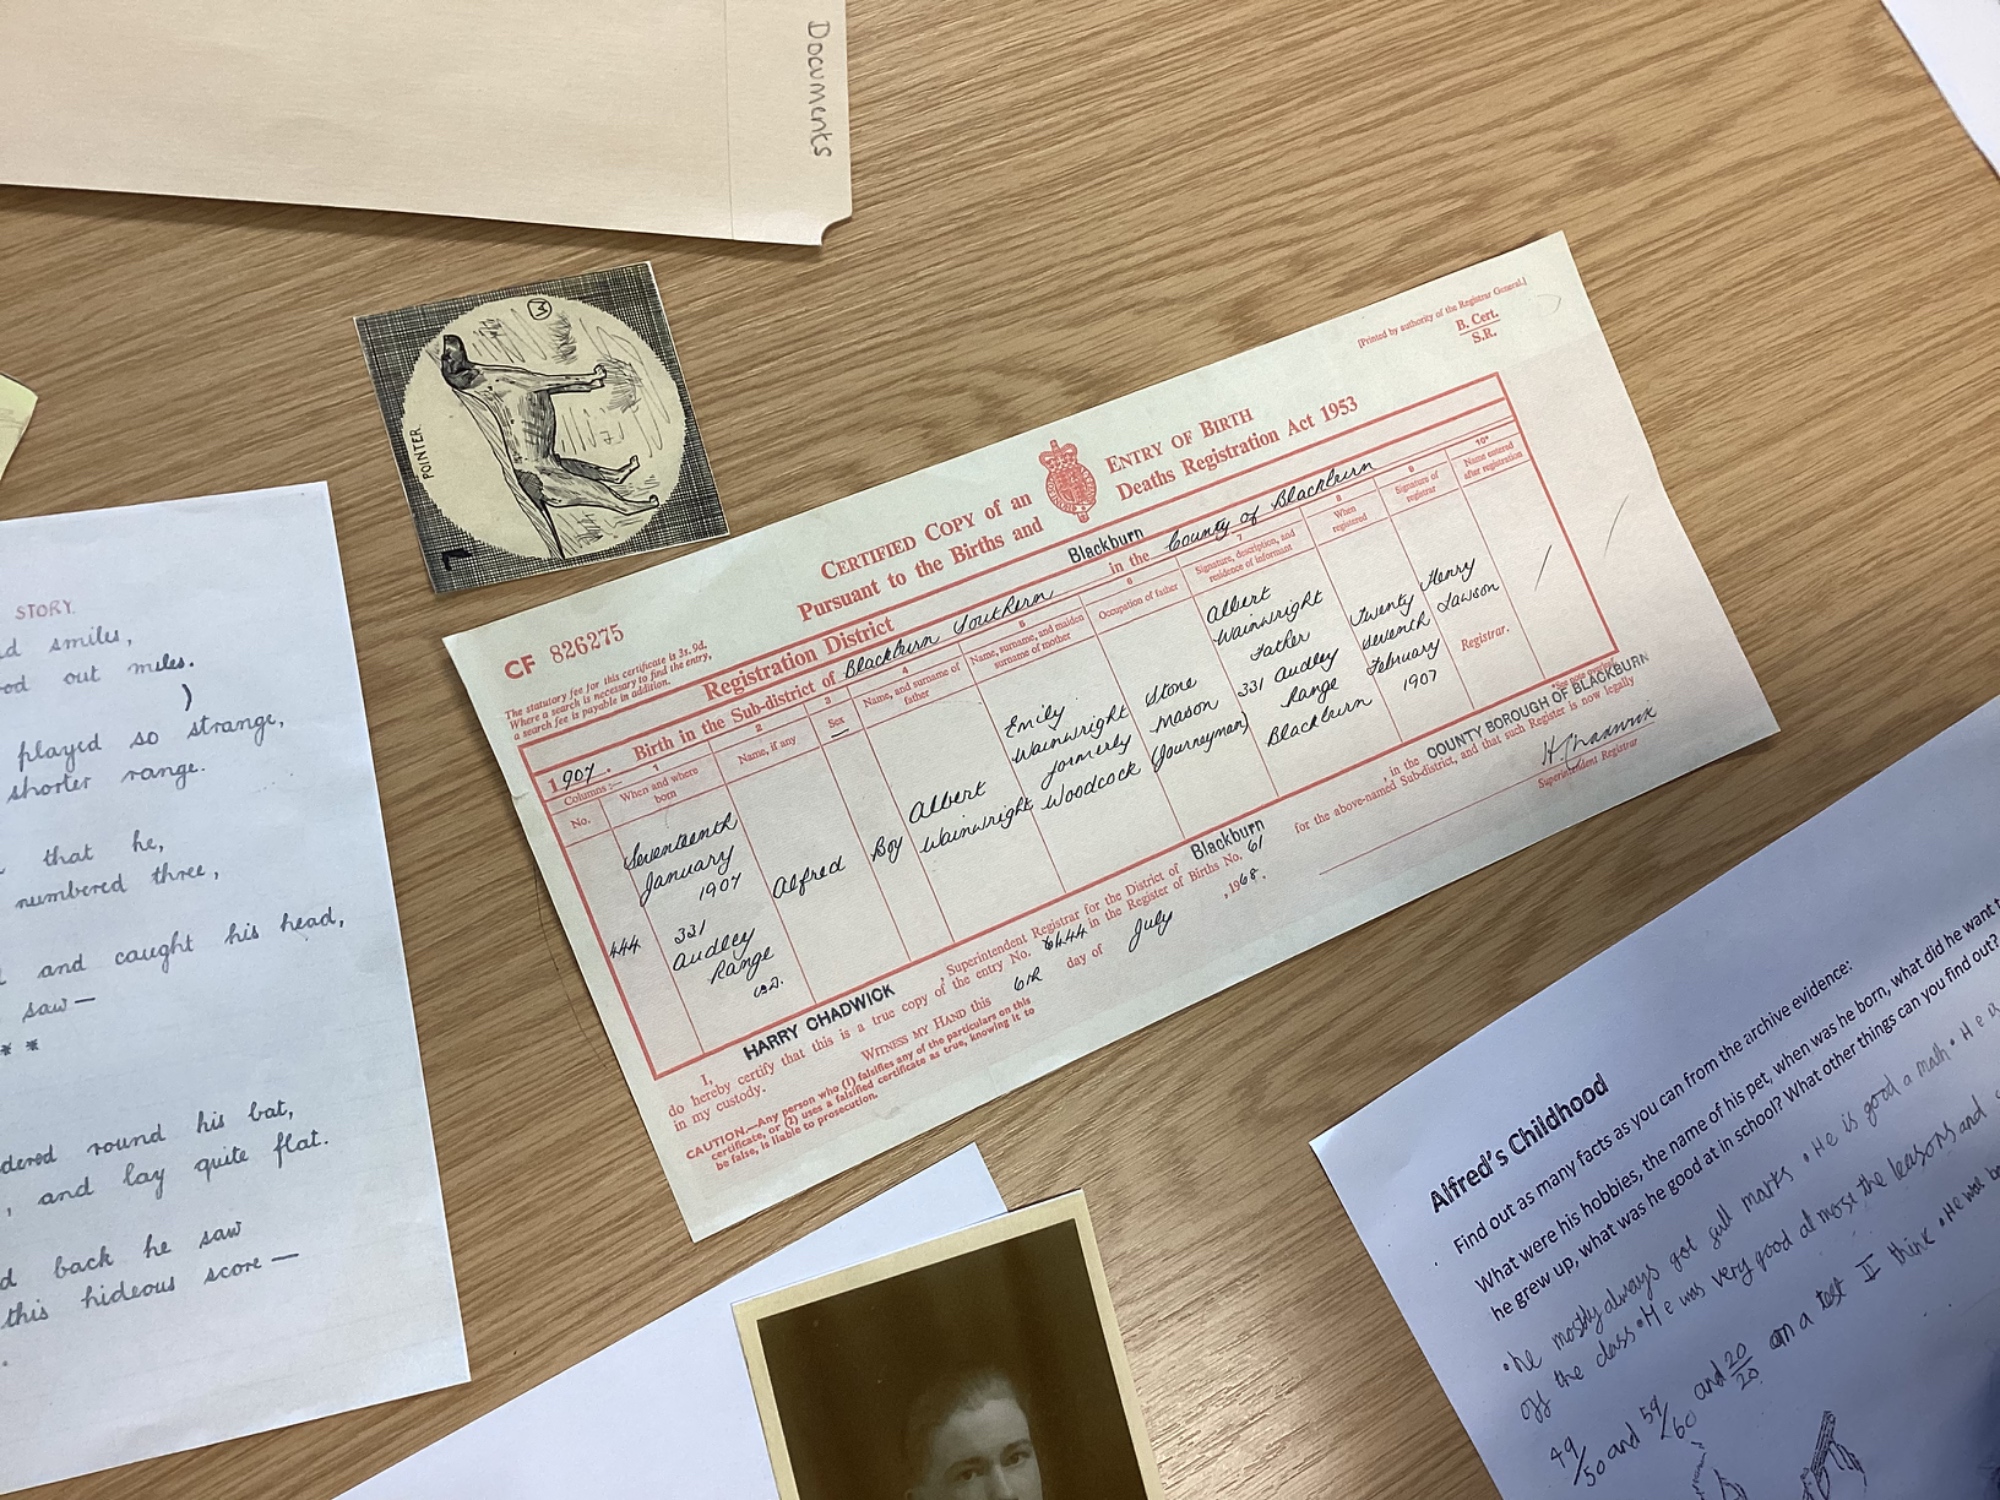 Documents
POINTER
W
STORY.
d smiles,
od out miles.
played so strange,
shorter range.
that he,
numbered three,
and caught his head,
saw—
* *
dered round his bat,
, and lay quite flat.
d back he saw
this hideous score—
[Printed by authority of the Registrar General.]
B. Cert.
S.R.
CERTIFIED COPY of an ENTRY OF BIRTH
Pursuant to the Births and Deaths Registration Act 1953
CF 826275
The statutory fee for this certificate is 3s. 9d.
Where a search is necessary to find the entry,
a search fee is payable in addition.
Registration District Blackburn
1907. Birth in the Sub-district of Blackburn Southern in the County of Blackburn
Columns:— 1 2 3 4 5 6 7 8 9 10*
No. When and where born Name, if any Sex Name, and surname of father Name, surname, and maiden surname of mother Occupation of father Signature, description, and residence of informant When registered Signature of registrar Name entered after registration
444
Seventeenth
January
1907
331
Audley
Range
Alfred
Boy
Albert
Wainwright
Emily
Wainwright
formerly
Woodcock
Stone
Mason
(Journeyman)
Albert
Wainwright
Father
331 Audley
Range
Blackburn
Twenty
seventh
February
1907
Henry
Lawson
Registrar.
*See note overleaf
I, HARRY CHADWICK, Superintendent Registrar for the District of Blackburn, in the COUNTY BOROUGH OF BLACKBURN
do hereby certify that this is a true copy of the entry No. 444 in the Register of Births No. 61 for the above-named Sub-district, and that such Register is now legally
in my custody.
WITNESS MY HAND this 6th day of July, 1968.
H. Chadwick
Superintendent Registrar
CAUTION.—Any person who (1) falsifies any of the particulars on this
certificate, or (2) uses a falsified certificate as true, knowing it to
be false, is liable to prosecution.
Alfred's Childhood
Find out as many facts as you can from the archive evidence:
What were his hobbies, the name of his pet, when was he born, what did he want t
he grew up, what was he good at in school? What other things can you find out?
• he mostly always got full marks • He is good a math • He is
off the class • He was very good at most the leasons and
49/50 and 59/60 and 20/20 on a test II think • He was bo